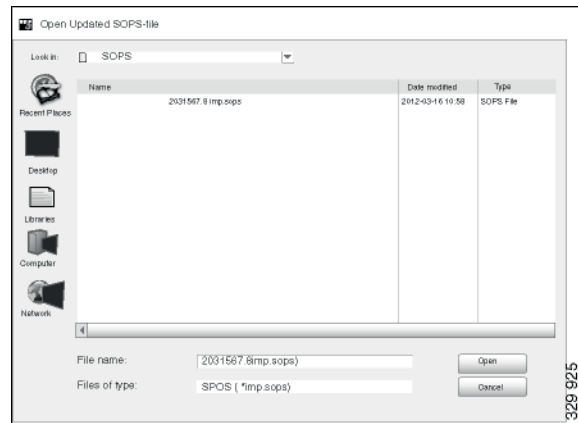 Open Updated SOPS-file
Look in: SOPS
Name Date modified Type
2031567.8 imp.sops 2012-03-16 10:58 SOPS File
Recent Places
Desktop
Libraries
Computer
Network
File name: 2031567.8imp.sops)
Open
Files of type: SPOS ( *imp.sops)
Cancel
329 925